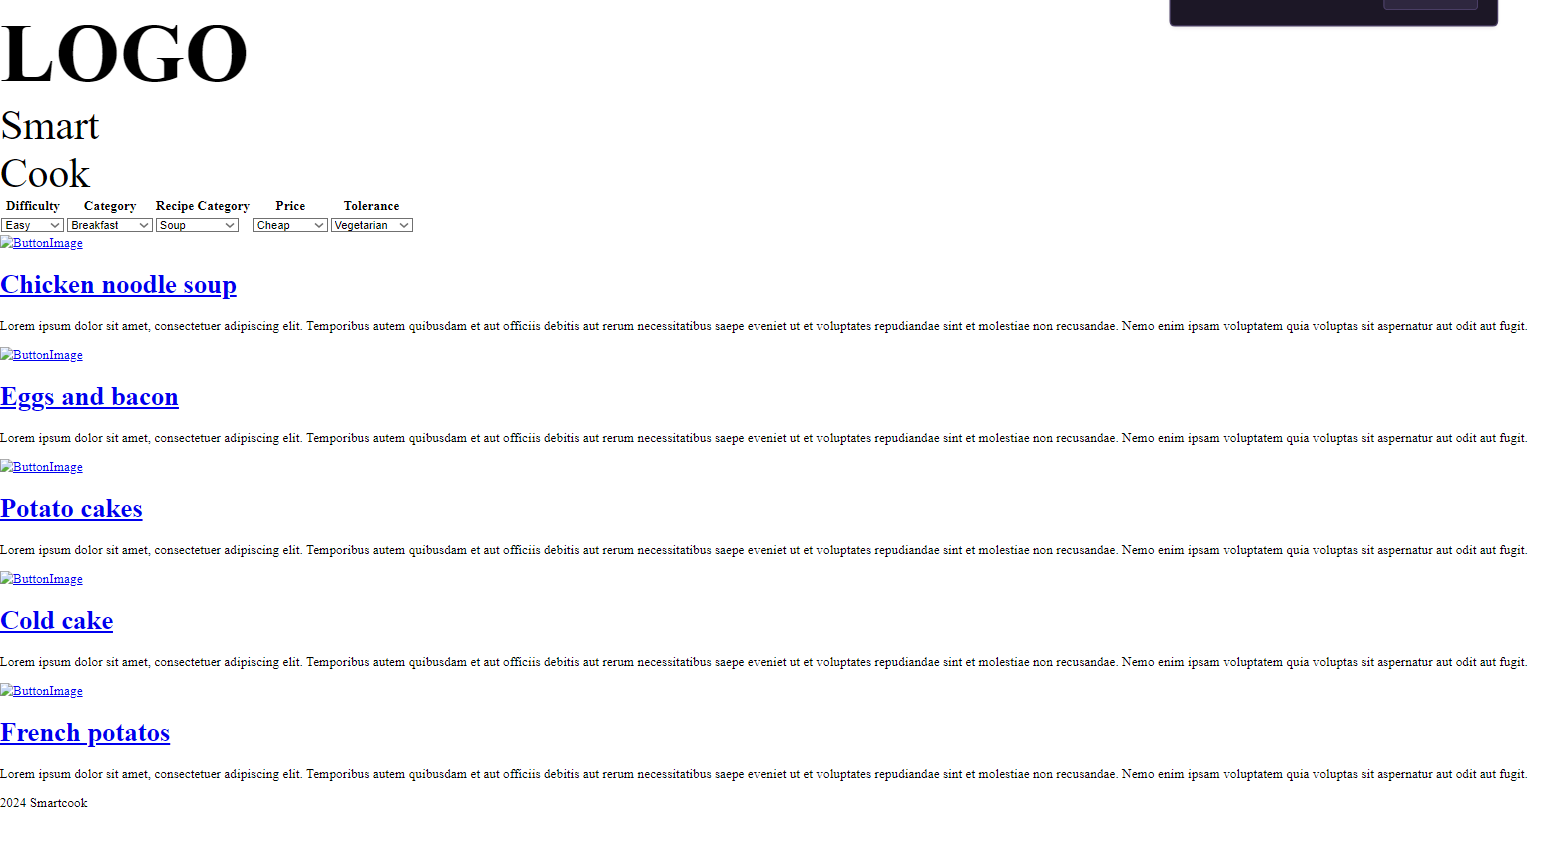 LOGO
Smart
Cook
Difficulty Category Recipe Category Price Tolerance
Easy Breakfast Soup Cheap Vegetarian
ButtonImage
Chicken noodle soup
Lorem ipsum dolor sit amet, consectetuer adipiscing elit. Temporibus autem quibusdam et aut officiis debitis aut rerum necessitatibus saepe eveniet ut et voluptates repudiandae sint et molestiae non recusandae. Nemo enim ipsam voluptatem quia voluptas sit aspernatur aut odit aut fugit.
ButtonImage
Eggs and bacon
Lorem ipsum dolor sit amet, consectetuer adipiscing elit. Temporibus autem quibusdam et aut officiis debitis aut rerum necessitatibus saepe eveniet ut et voluptates repudiandae sint et molestiae non recusandae. Nemo enim ipsam voluptatem quia voluptas sit aspernatur aut odit aut fugit.
ButtonImage
Potato cakes
Lorem ipsum dolor sit amet, consectetuer adipiscing elit. Temporibus autem quibusdam et aut officiis debitis aut rerum necessitatibus saepe eveniet ut et voluptates repudiandae sint et molestiae non recusandae. Nemo enim ipsam voluptatem quia voluptas sit aspernatur aut odit aut fugit.
ButtonImage
Cold cake
Lorem ipsum dolor sit amet, consectetuer adipiscing elit. Temporibus autem quibusdam et aut officiis debitis aut rerum necessitatibus saepe eveniet ut et voluptates repudiandae sint et molestiae non recusandae. Nemo enim ipsam voluptatem quia voluptas sit aspernatur aut odit aut fugit.
ButtonImage
French potatos
Lorem ipsum dolor sit amet, consectetuer adipiscing elit. Temporibus autem quibusdam et aut officiis debitis aut rerum necessitatibus saepe eveniet ut et voluptates repudiandae sint et molestiae non recusandae. Nemo enim ipsam voluptatem quia voluptas sit aspernatur aut odit aut fugit.
2024 Smartcook